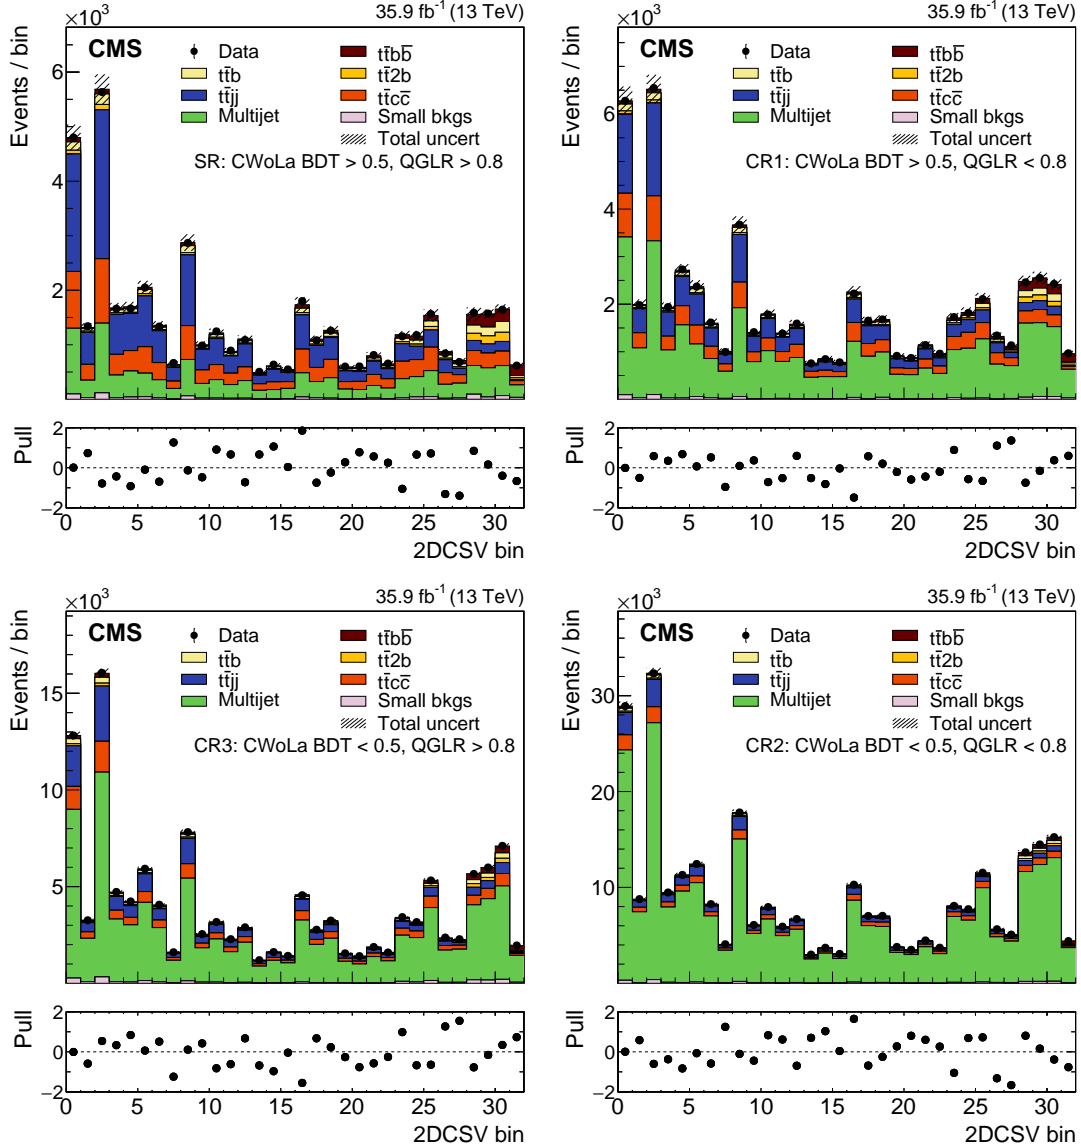 ×10³
35.9 fb⁻¹ (13 TeV)
Events / bin
CMS
Data
tt̄bb̄
tt̄b
tt̄2b
tt̄jj
tt̄cc̄
Multijet
Small bkgs
Total uncert
SR: CWoLa BDT > 0.5, QGLR > 0.8
6
4
2
Pull
2
0
−2
0 5 10 15 20 25 30
2DCSV bin
×10³
35.9 fb⁻¹ (13 TeV)
Events / bin
CMS
Data
tt̄bb̄
tt̄b
tt̄2b
tt̄jj
tt̄cc̄
Multijet
Small bkgs
Total uncert
CR1: CWoLa BDT > 0.5, QGLR < 0.8
6
4
2
Pull
2
0
−2
0 5 10 15 20 25 30
2DCSV bin
×10³
35.9 fb⁻¹ (13 TeV)
Events / bin
CMS
Data
tt̄bb̄
tt̄b
tt̄2b
tt̄jj
tt̄cc̄
Multijet
Small bkgs
Total uncert
CR3: CWoLa BDT < 0.5, QGLR > 0.8
15
10
5
Pull
2
0
−2
0 5 10 15 20 25 30
2DCSV bin
×10³
35.9 fb⁻¹ (13 TeV)
Events / bin
CMS
Data
tt̄bb̄
tt̄b
tt̄2b
tt̄jj
tt̄cc̄
Multijet
Small bkgs
Total uncert
CR2: CWoLa BDT < 0.5, QGLR < 0.8
30
20
10
Pull
2
0
−2
0 5 10 15 20 25 30
2DCSV bin